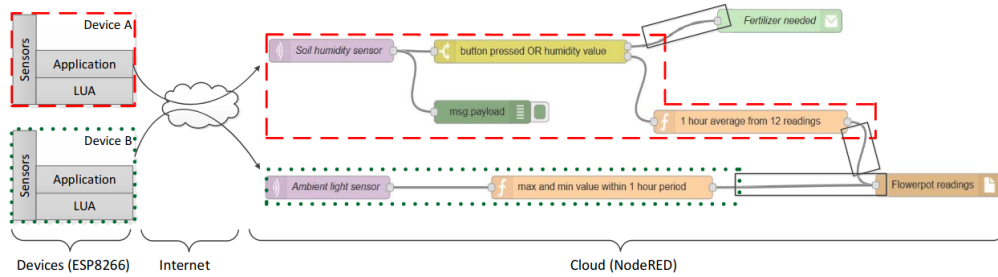 Device A
Sensors
Application
LUA
Device B
Sensors
Application
LUA
Soil humidity sensor
button pressed OR humidity value
Fertilizer needed
msg payload
1 hour average from 12 readings
Ambient light sensor
max and min value within 1 hour period
Flowerpot readings
Devices (ESP8266)
Internet
Cloud (NodeRED)